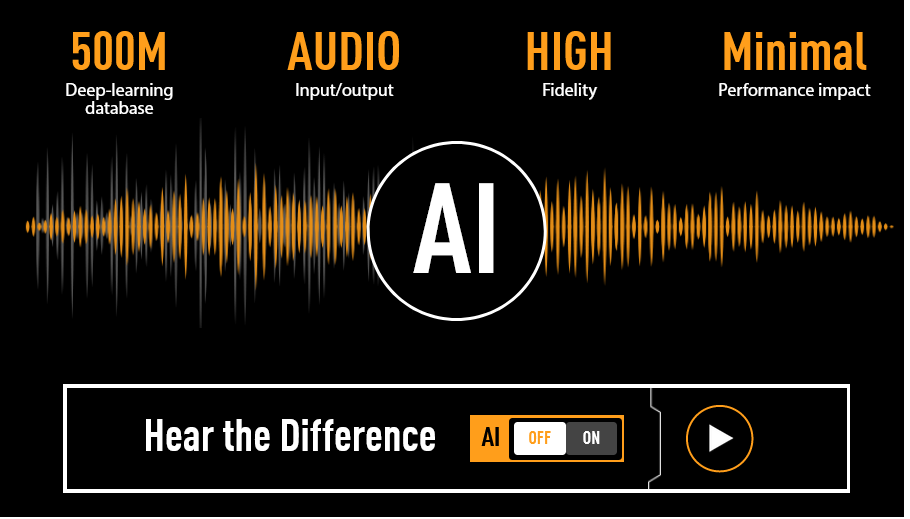 500M
Deep-learning
database
AUDIO
Input/output
HIGH
Fidelity
Minimal
Performance impact
AI
Hear the Difference
AI
OFF
ON